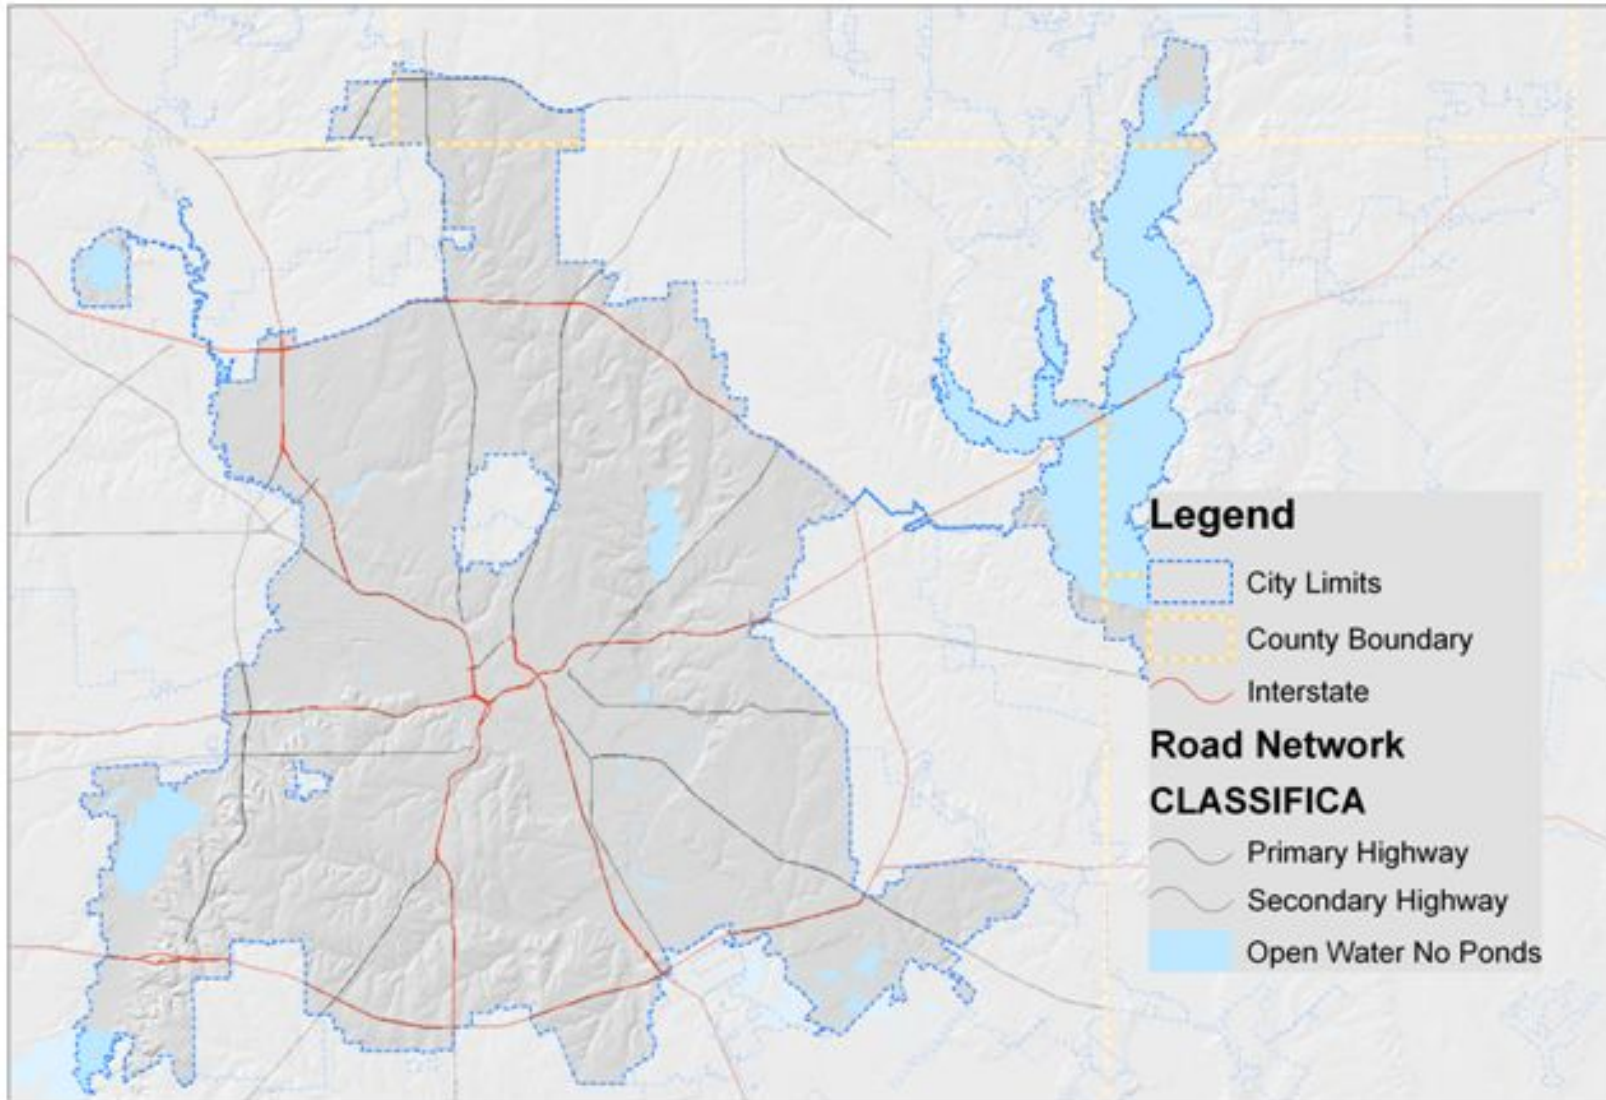 Legend
City Limits
County Boundary
Interstate
Road Network
CLASSIFICA
Primary Highway
Secondary Highway
Open Water No Ponds